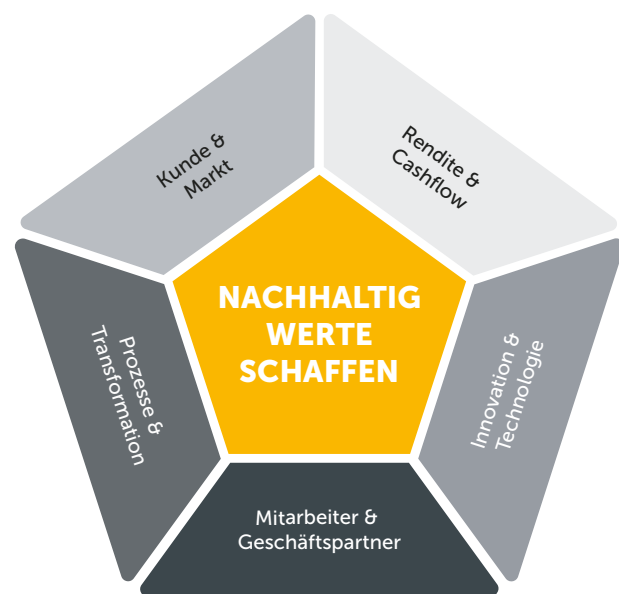 Kunde &
Markt
Rendite &
Cashflow
NACHHALTIG
WERTE
SCHAFFEN
Prozesse &
Transformation
Innovation &
Technologie
Mitarbeiter &
Geschäftspartner